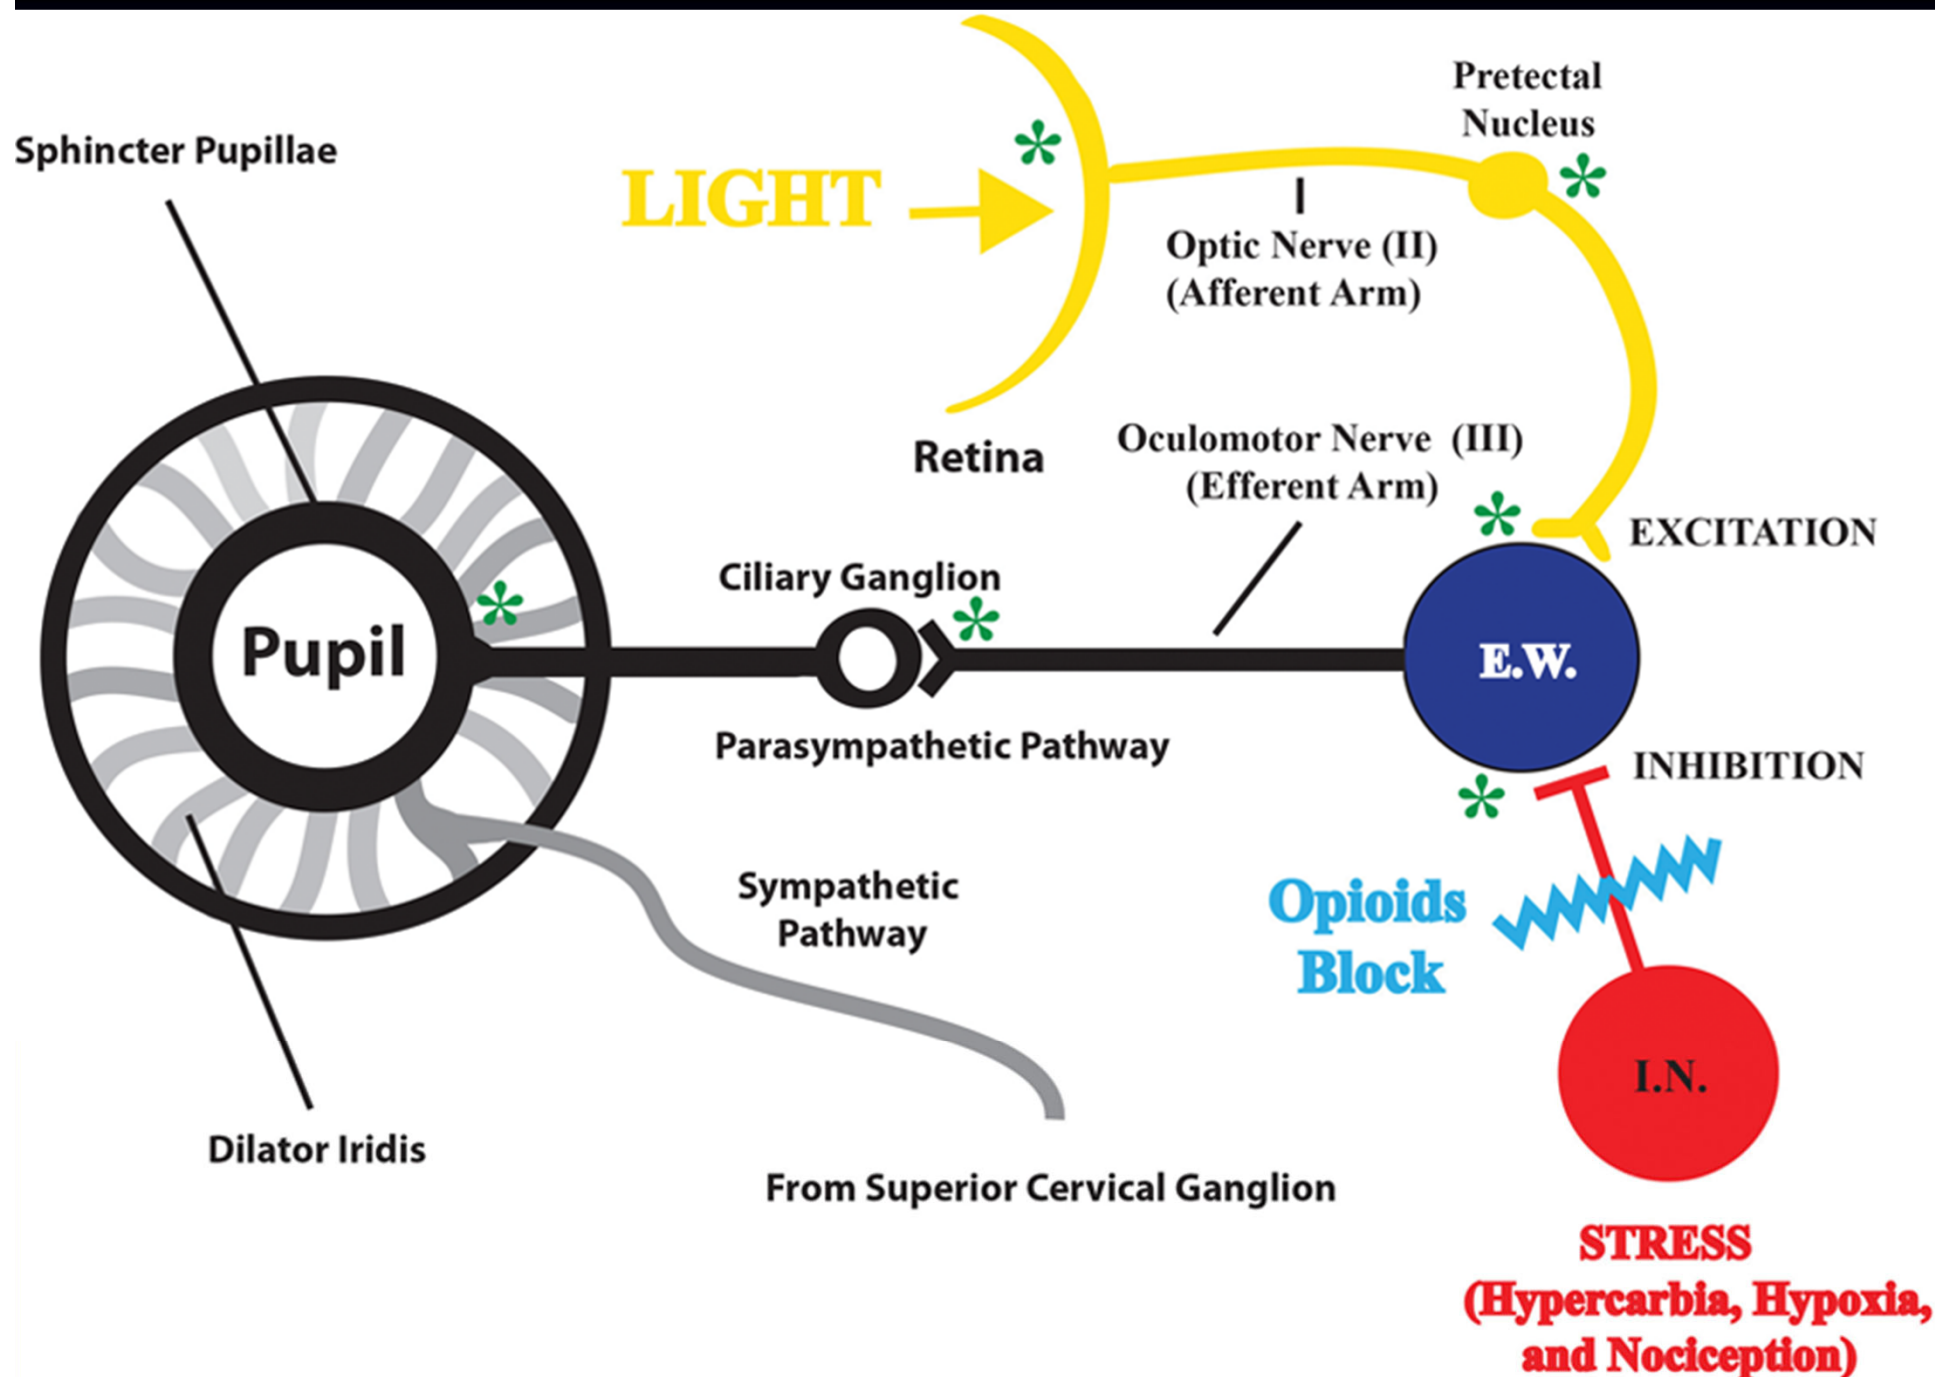 Pretectal
Nucleus
Sphincter Pupillae
LIGHT
Optic Nerve (II)
(Afferent Arm)
Retina
Oculomotor Nerve (III)
(Efferent Arm)
EXCITATION
Ciliary Ganglion
Pupil
E.W.
Parasympathetic Pathway
INHIBITION
Sympathetic
Pathway
Opioids
Block
I.N.
Dilator Iridis
From Superior Cervical Ganglion
STRESS
(Hypercarbia, Hypoxia,
and Nociception)